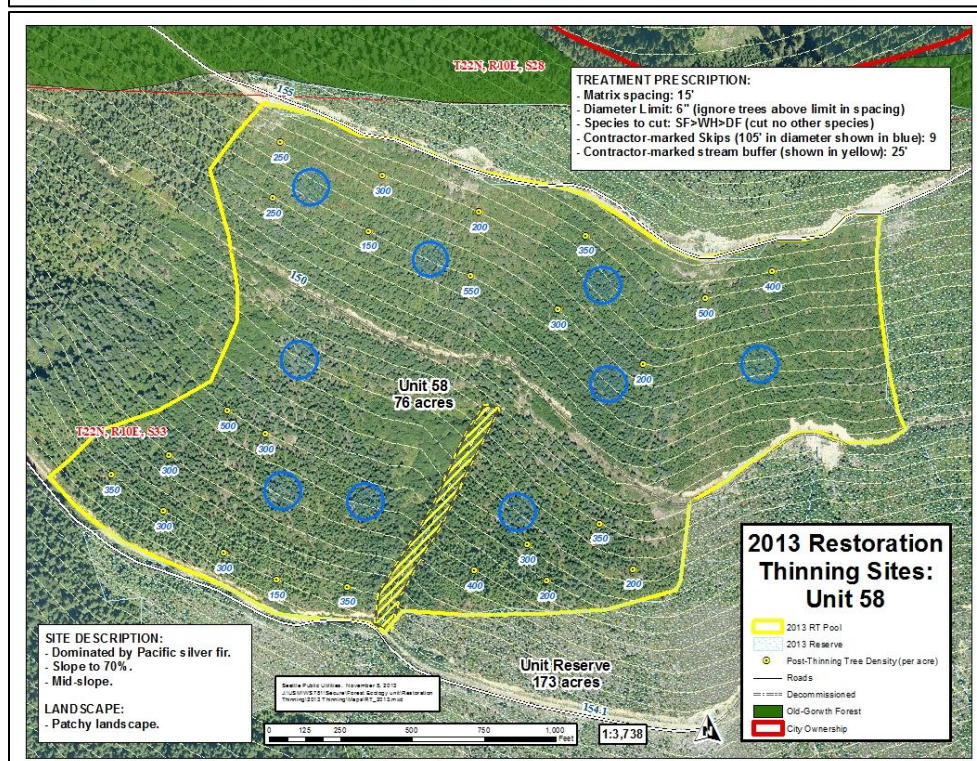 T22N, R10E, S28
TREATMENT PRESCRIPTION:
- Matrix spacing: 15'
- Diameter Limit: 6" (ignore trees above limit in spacing)
- Species to cut: SF>WH>DF (cut no other species)
- Contractor-marked Skips (105' in diameter shown in blue): 9
- Contractor-marked stream buffer (shown in yellow): 25'
155
250
300
250
200
150
350
550
400
150
500
300
200
Unit 58
76 acres
500
T22N, R10E, S33
300
300
350
300
350
300
300
400
200
200
150
350
2013 Restoration
Thinning Sites:
Unit 58
2013 RT Pool
2013 Reserve
Post-Thinning Tree Density (per acre)
Roads
Decommissioned
Old-Gorwth Forest
City Ownership
SITE DESCRIPTION:
- Dominated by Pacific silver fir.
- Slope to 70%.
- Mid-slope.
LANDSCAPE:
- Patchy landscape.
Unit Reserve
173 acres
Seattle Public Utilities. November 5, 2013
154.1
0 125 250 500 750 1,000
Feet
1:3,738
N